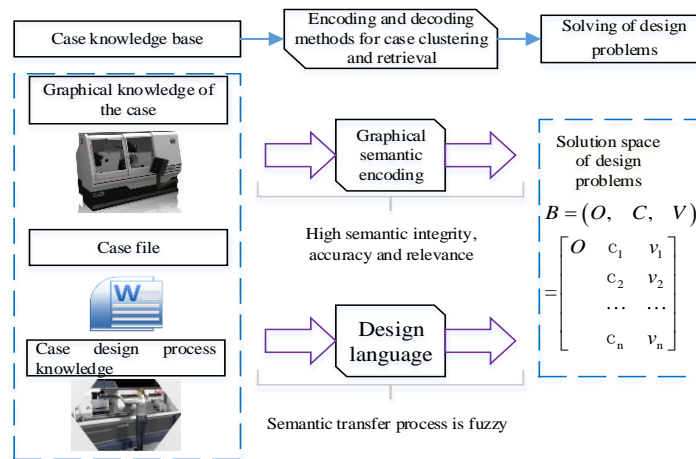 Case knowledge base
Encoding and decoding
methods for case clustering
and retrieval
Solving of design
problems
Graphical knowledge of
the case
Graphical
semantic
encoding
High semantic integrity,
accuracy and relevance
Case file
W
Case design process
knowledge
Design
language
Semantic transfer process is fuzzy
Solution space
of design
problems
B = (O, C, V)
= [ O c₁ v₁
c₂ v₂
... ...
cₙ vₙ ]